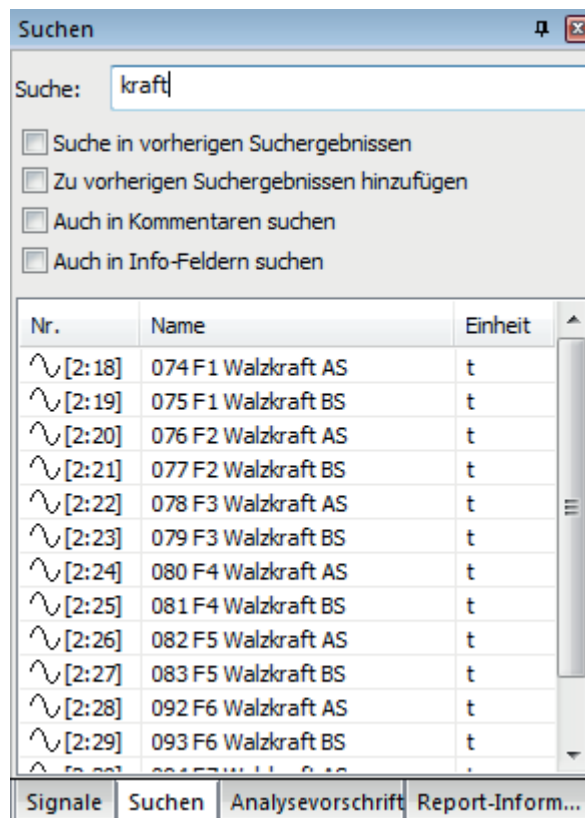 Suchen
Suche: kraft
Suche in vorherigen Suchergebnissen
Zu vorherigen Suchergebnissen hinzufügen
Auch in Kommentaren suchen
Auch in Info-Feldern suchen
Nr. Name Einheit
[2:18] 074 F1 Walzkraft AS t
[2:19] 075 F1 Walzkraft BS t
[2:20] 076 F2 Walzkraft AS t
[2:21] 077 F2 Walzkraft BS t
[2:22] 078 F3 Walzkraft AS t
[2:23] 079 F3 Walzkraft BS t
[2:24] 080 F4 Walzkraft AS t
[2:25] 081 F4 Walzkraft BS t
[2:26] 082 F5 Walzkraft AS t
[2:27] 083 F5 Walzkraft BS t
[2:28] 092 F6 Walzkraft AS t
[2:29] 093 F6 Walzkraft BS t
Signale Suchen Analysevorschrift Report-Inform...